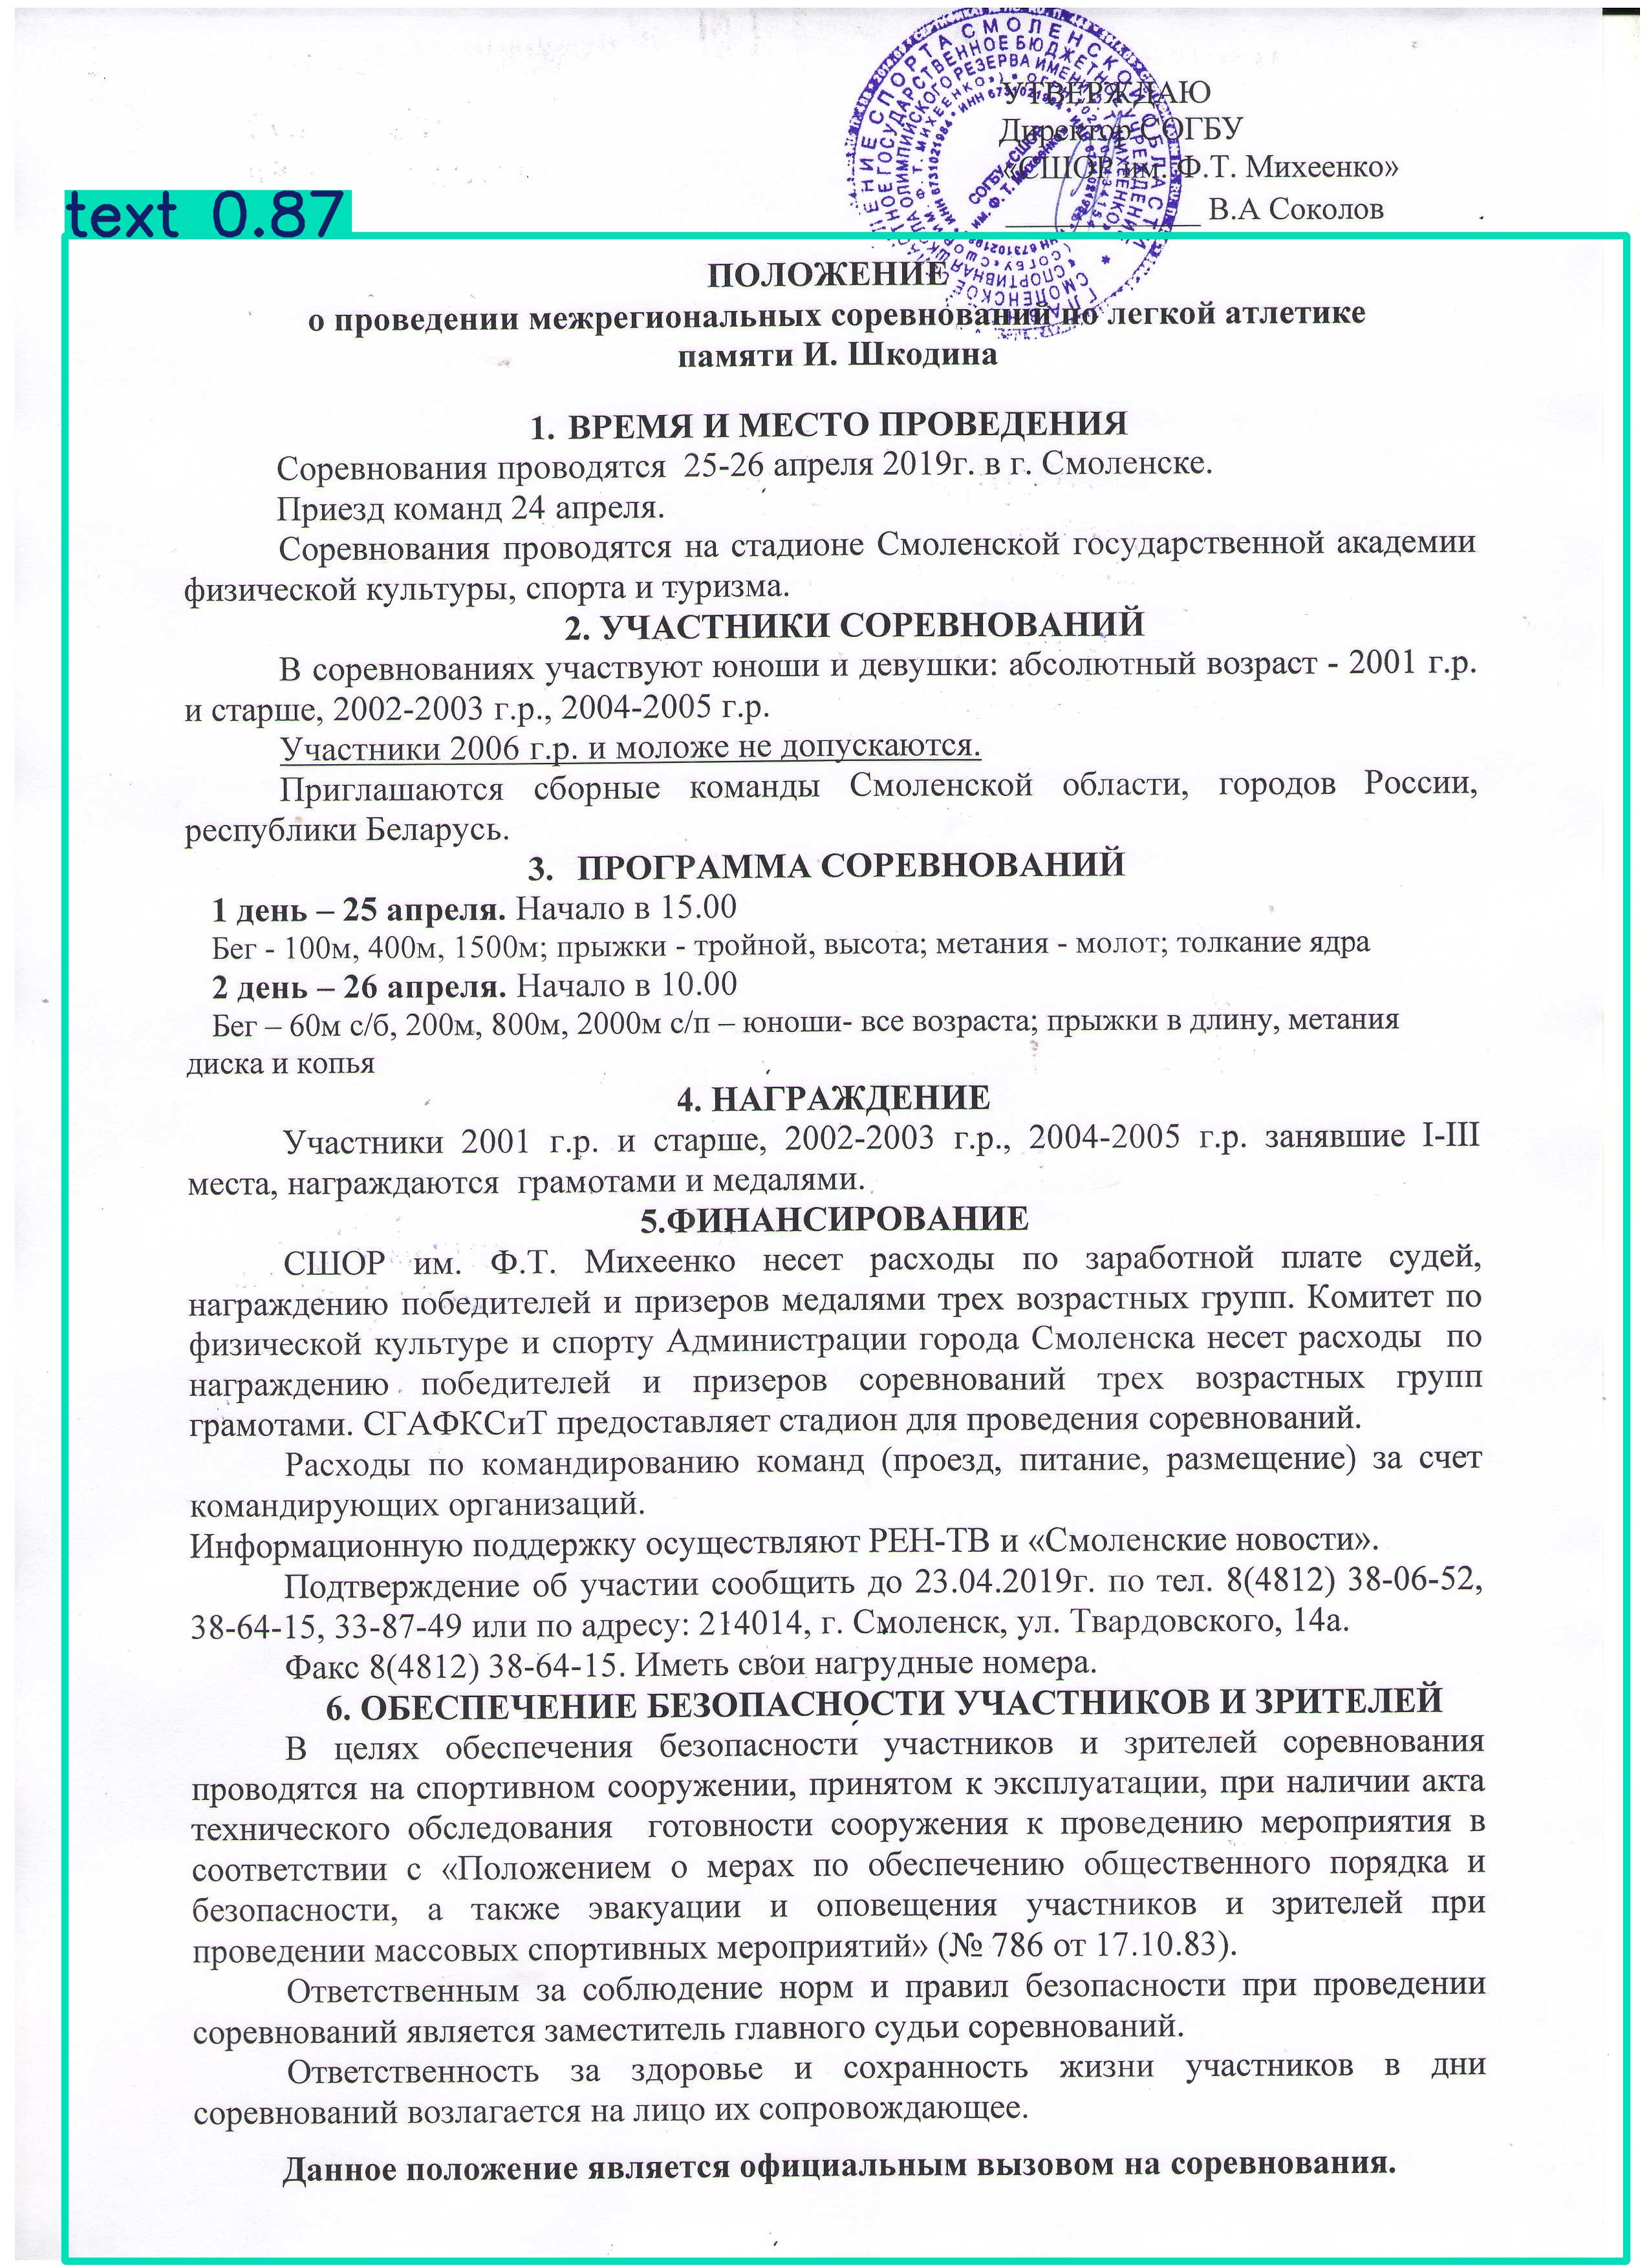 УТВЕРЖДАЮ
Директор СОГБУ
«СШОР им. Ф.Т. Михеенко»
В.А Соколов
text 0.87
ПОЛОЖЕНИЕ
о проведении межрегиональных соревнований по легкой атлетике
памяти И. Шкодина
1. ВРЕМЯ И МЕСТО ПРОВЕДЕНИЯ
Соревнования проводятся 25-26 апреля 2019г. в г. Смоленске.
Приезд команд 24 апреля.
Соревнования проводятся на стадионе Смоленской государственной академии
физической культуры, спорта и туризма.
2. УЧАСТНИКИ СОРЕВНОВАНИЙ
В соревнованиях участвуют юноши и девушки: абсолютный возраст - 2001 г.р.
и старше, 2002-2003 г.р., 2004-2005 г.р.
Участники 2006 г.р. и моложе не допускаются.
Приглашаются сборные команды Смоленской области, городов России,
республики Беларусь.
3. ПРОГРАММА СОРЕВНОВАНИЙ
1 день – 25 апреля. Начало в 15.00
Бег - 100м, 400м, 1500м; прыжки - тройной, высота; метания - молот; толкание ядра
2 день – 26 апреля. Начало в 10.00
Бег – 60м с/б, 200м, 800м, 2000м с/п – юноши- все возраста; прыжки в длину, метания
диска и копья
4. НАГРАЖДЕНИЕ
Участники 2001 г.р. и старше, 2002-2003 г.р., 2004-2005 г.р. занявшие I-III
места, награждаются грамотами и медалями.
5.ФИНАНСИРОВАНИЕ
СШОР им. Ф.Т. Михеенко несет расходы по заработной плате судей,
награждению победителей и призеров медалями трех возрастных групп. Комитет по
физической культуре и спорту Администрации города Смоленска несет расходы по
награждению победителей и призеров соревнований трех возрастных групп
грамотами. СГАФКСиТ предоставляет стадион для проведения соревнований.
Расходы по командированию команд (проезд, питание, размещение) за счет
командирующих организаций.
Информационную поддержку осуществляют РЕН-ТВ и «Смоленские новости».
Подтверждение об участии сообщить до 23.04.2019г. по тел. 8(4812) 38-06-52,
38-64-15, 33-87-49 или по адресу: 214014, г. Смоленск, ул. Твардовского, 14а.
Факс 8(4812) 38-64-15. Иметь свои нагрудные номера.
6. ОБЕСПЕЧЕНИЕ БЕЗОПАСНОСТИ УЧАСТНИКОВ И ЗРИТЕЛЕЙ
В целях обеспечения безопасности участников и зрителей соревнования
проводятся на спортивном сооружении, принятом к эксплуатации, при наличии акта
технического обследования готовности сооружения к проведению мероприятия в
соответствии с «Положением о мерах по обеспечению общественного порядка и
безопасности, а также эвакуации и оповещения участников и зрителей при
проведении массовых спортивных мероприятий» (№ 786 от 17.10.83).
Ответственным за соблюдение норм и правил безопасности при проведении
соревнований является заместитель главного судьи соревнований.
Ответственность за здоровье и сохранность жизни участников в дни
соревнований возлагается на лицо их сопровождающее.
Данное положение является официальным вызовом на соревнования.